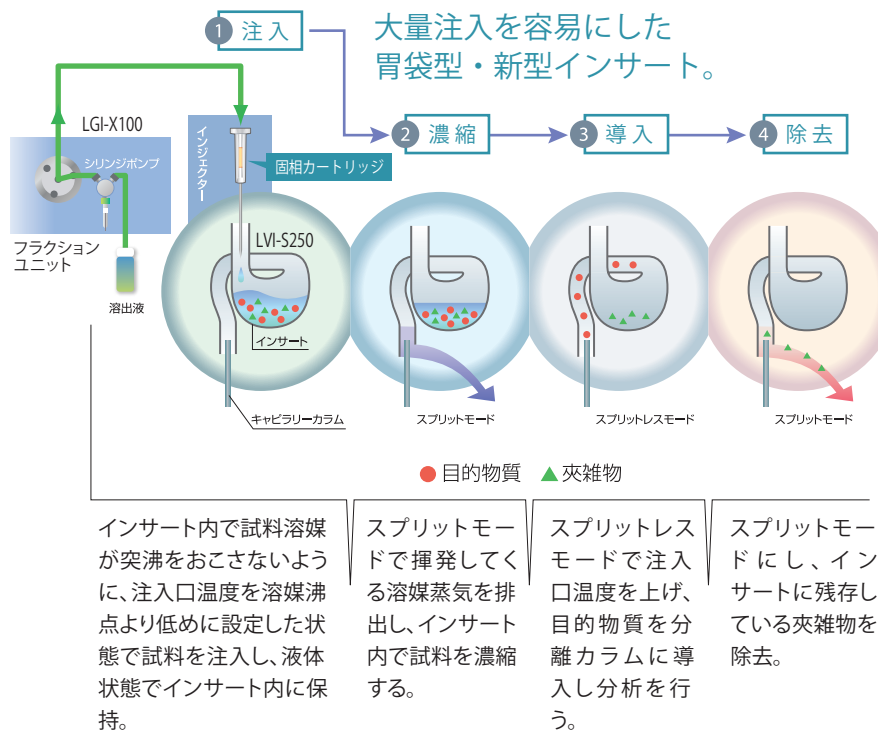 大量注入を容易にした
胃袋型・新型インサート。
1 注入
2 濃縮
3 導入
4 除去
LGI-X100
シリンジポンプ
インジェクター
固相カートリッジ
フラクション
ユニット
溶出液
LVI-S250
インサート
キャピラリーカラム
スプリットモード
スプリットレスモード
スプリットモード
目的物質
夾雑物
インサート内で試料溶媒
が突沸をおこさないよう
に、注入口温度を溶媒沸
点より低めに設定した状
態で試料を注入し、液体
状態でインサート内に保
持。
スプリットモー
ドで揮発してく
る溶媒蒸気を排
出し、インサート
内で試料を濃縮
する。
スプリットレス
モードで注入
口温度を上げ、
目的物質を分
離カラムに導
入し分析を行
う。
スプリットモー
ドにし、イン
サートに残存し
ている夾雑物を
除去。